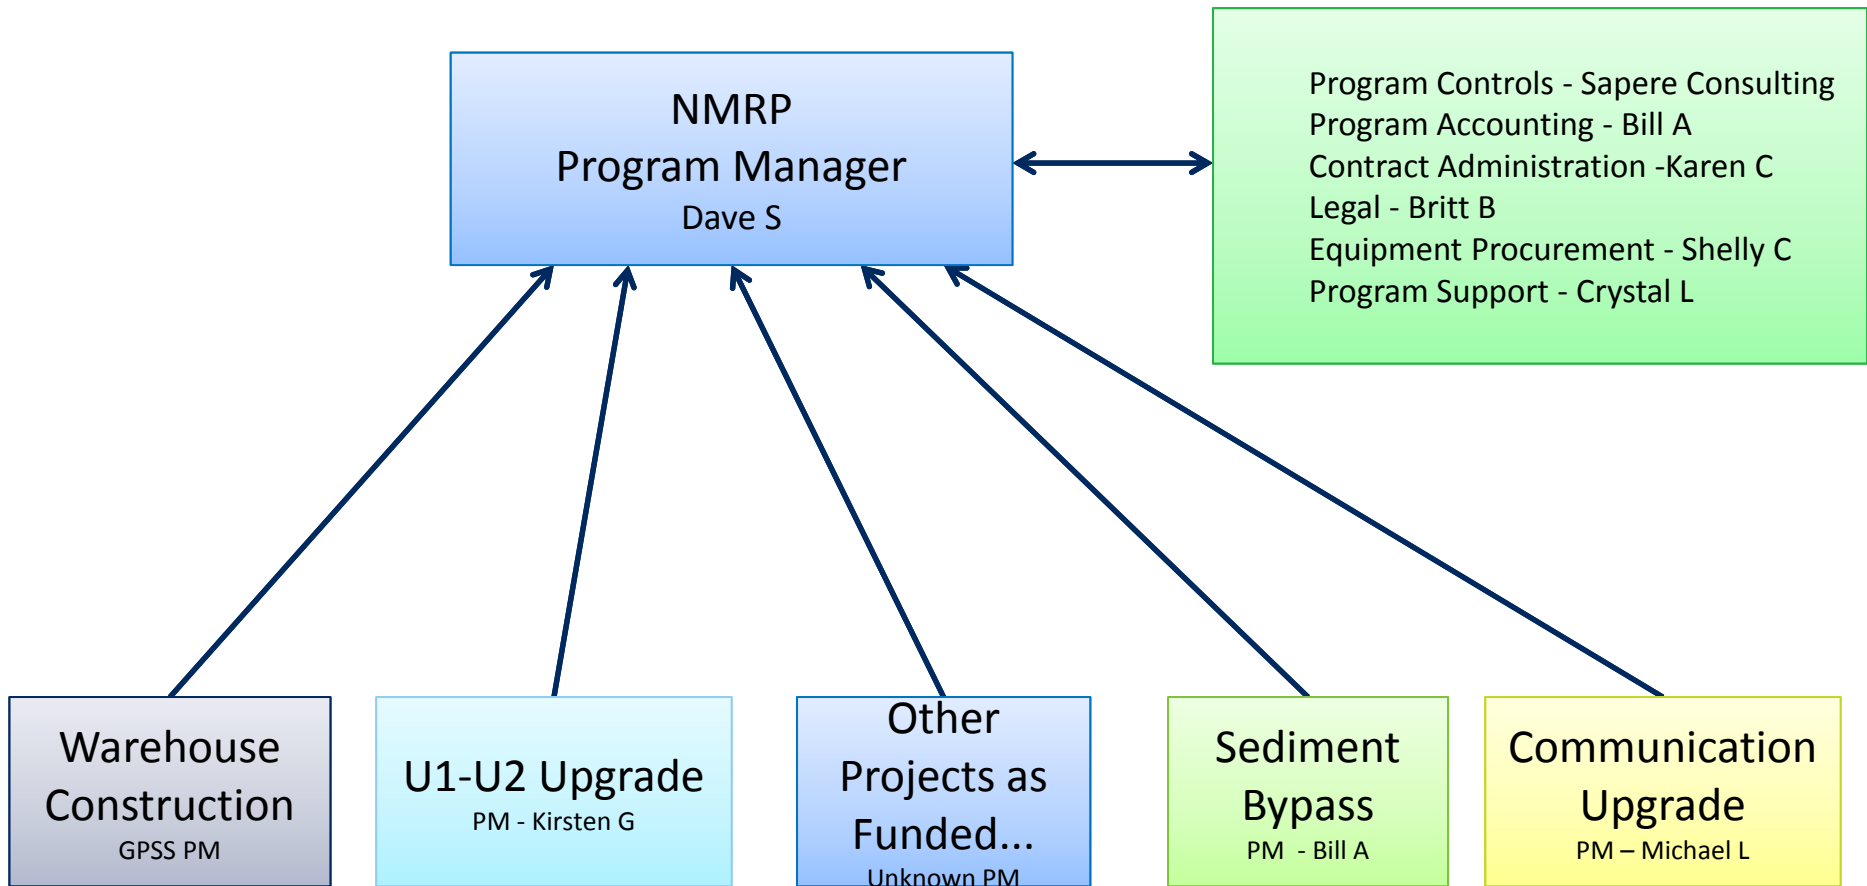 NMRP
Program Manager
Dave S
Program Controls - Sapere Consulting
Program Accounting - Bill A
Contract Administration -Karen C
Legal - Britt B
Equipment Procurement - Shelly C
Program Support - Crystal L
Warehouse
Construction
GPSS PM
U1-U2 Upgrade
PM - Kirsten G
Other
Projects as
Funded...
Unknown PM
Sediment
Bypass
PM  - Bill A
Communication
Upgrade
PM – Michael L